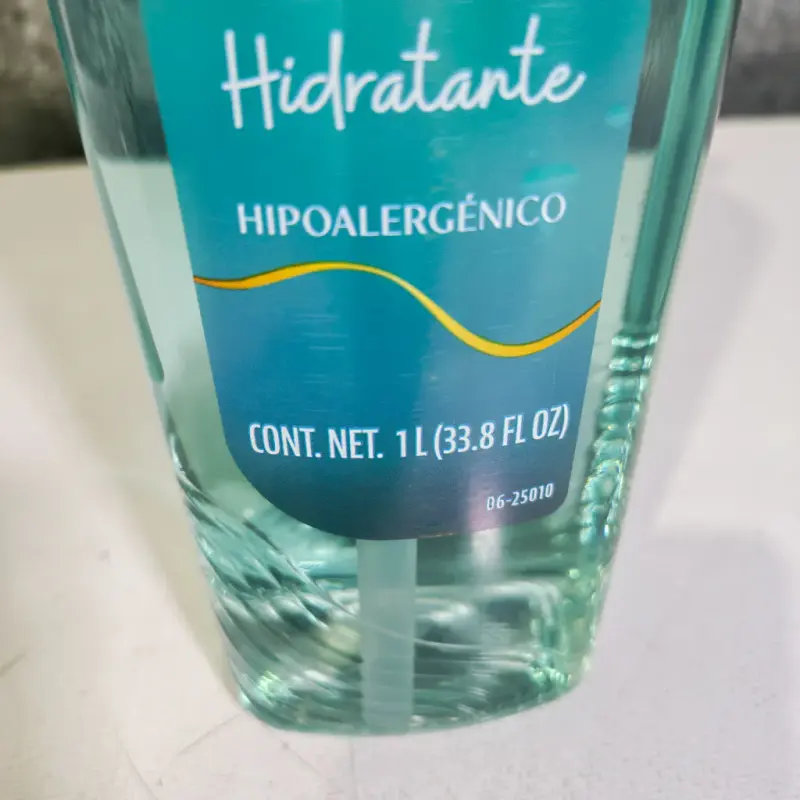 Hidratante
HIPOALERGÉNICO
CONT. NET. 1 L (33.8 FL OZ)
06-25010